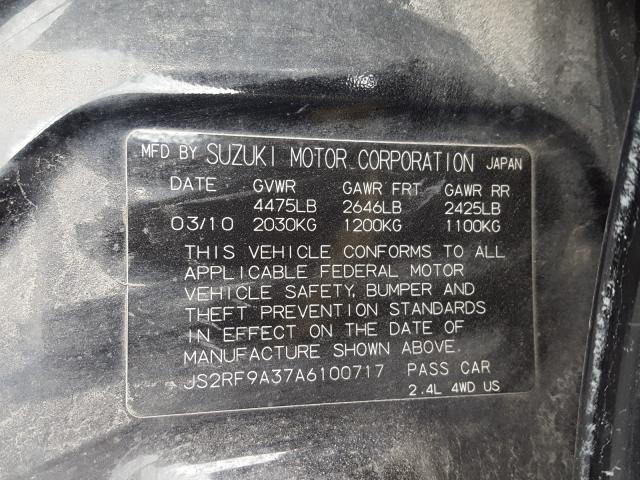 MFD BY SUZUKI MOTOR CORPORATION JAPAN
DATE GVWR GAWR FRT GAWR RR
4475LB 2646LB 2425LB
03/10 2030KG 1200KG 1100KG
THIS VEHICLE CONFORMS TO ALL
APPLICABLE FEDERAL MOTOR
VEHICLE SAFETY, BUMPER AND
THEFT PREVENTION STANDARDS
IN EFFECT ON THE DATE OF
MANUFACTURE SHOWN ABOVE.
JS2RF9A37A6100717 PASS CAR
2.4L 4WD US